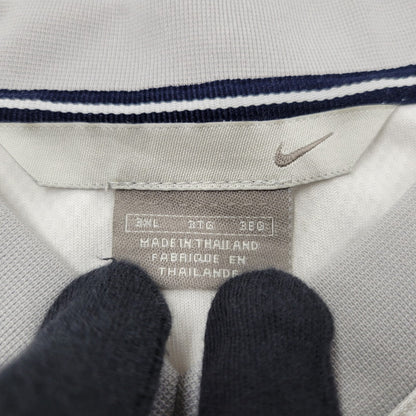 3XL 3TG 3EG
MADE IN THAILAND
FABRIQUE EN
THAILANDE